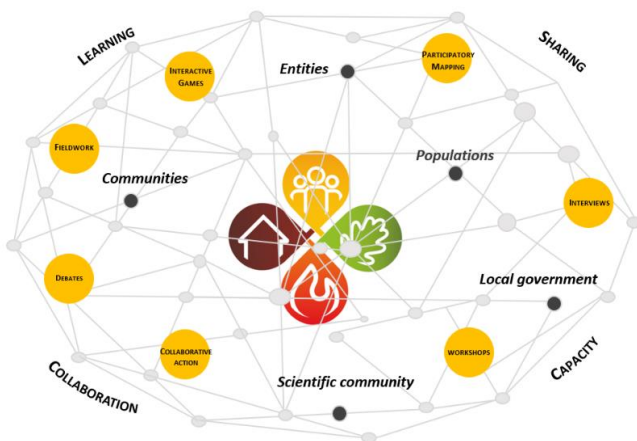 LEARNING
SHARING
INTERACTIVE
GAMES
Entities
PARTICIPATORY
MAPPING
FIELDWORK
Communities
Populations
INTERVIEWS
DEBATES
Local government
COLLABORATIVE
ACTION
WORKSHOPS
COLLABORATION
Scientific community
CAPACITY